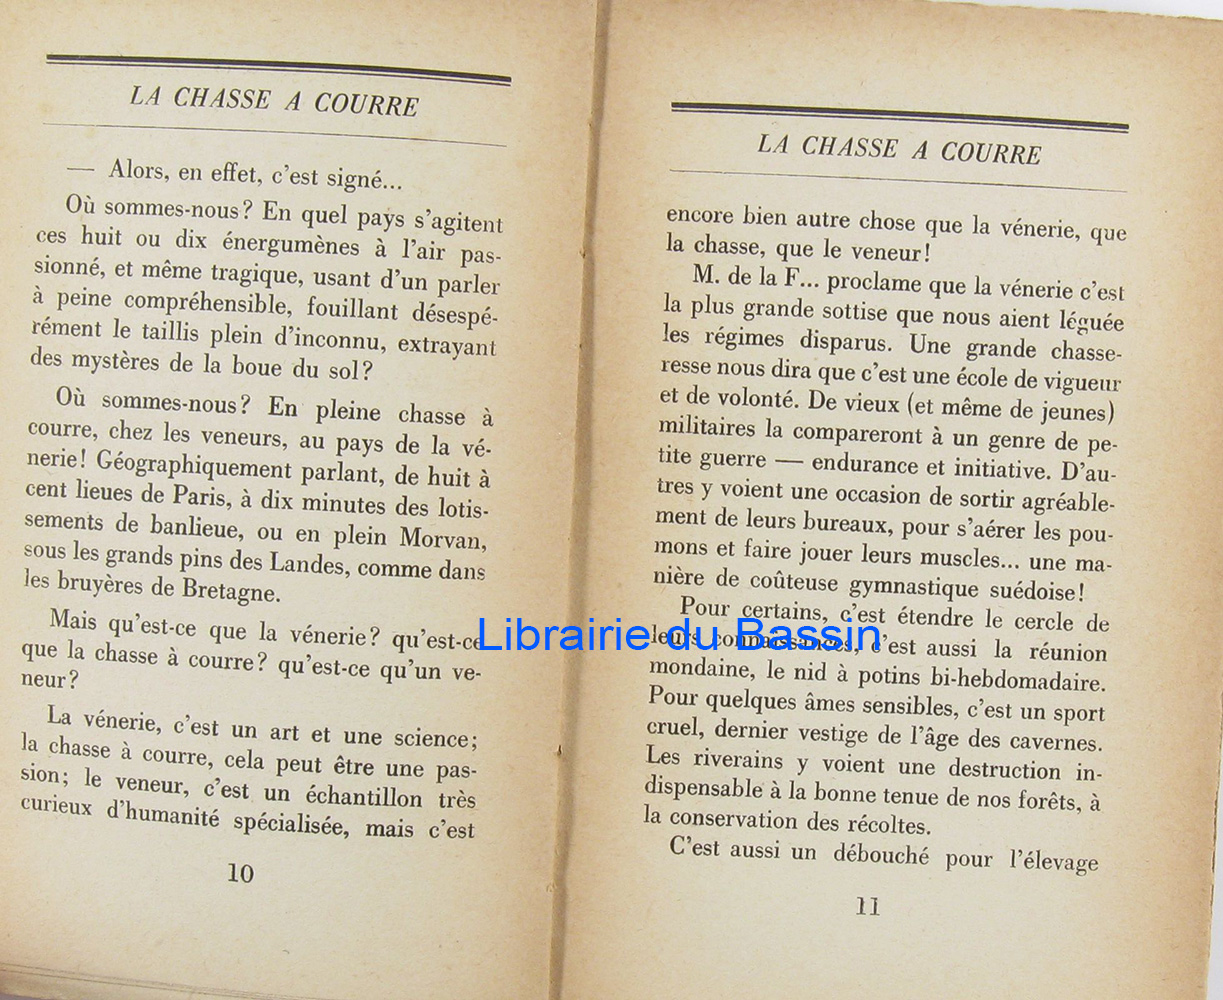 LA CHASSE A COURRE
— Alors, en effet, c'est signé...
Où sommes-nous? En quel pays s'agitent
ces huit ou dix énergumènes à l'air pas-
sionné, et même tragique, usant d'un parler
à peine compréhensible, fouillant désespé-
rément le taillis plein d'inconnu, extrayant
des mystères de la boue du sol?
Où sommes-nous? En pleine chasse à
courre, chez les veneurs, au pays de la vé-
nerie! Géographiquement parlant, de huit à
cent lieues de Paris, à dix minutes des lotis-
sements de banlieue, ou en plein Morvan,
sous les grands pins des Landes, comme dans
les bruyères de Bretagne.
Mais qu'est-ce que la vénerie? qu'est-ce
que la chasse à courre? qu'est-ce qu'un ve-
neur?
La vénerie, c'est un art et une science;
la chasse à courre, cela peut être une pas-
sion; le veneur, c'est un échantillon très
curieux d'humanité spécialisée, mais c'est
10
LA CHASSE A COURRE
encore bien autre chose que la vénerie, que
la chasse, que le veneur!
M. de la F... proclame que la vénerie c'est
la plus grande sottise que nous aient léguée
les régimes disparus. Une grande chasse-
resse nous dira que c'est une école de vigueur
et de volonté. De vieux (et même de jeunes)
militaires la compareront à un genre de pe-
tite guerre — endurance et initiative. D'au-
tres y voient une occasion de sortir agréable-
ment de leurs bureaux, pour s'aérer les pou-
mons et faire jouer leurs muscles... une ma-
nière de coûteuse gymnastique suédoise!
Pour certains, c'est étendre le cercle de
leurs connaissances, c'est aussi la réunion
mondaine, le nid à potins bi-hebdomadaire.
Pour quelques âmes sensibles, c'est un sport
cruel, dernier vestige de l'âge des cavernes.
Les riverains y voient une destruction in-
dispensable à la bonne tenue de nos forêts, à
la conservation des récoltes.
C'est aussi un débouché pour l'élevage
11
Librairie du Bassin